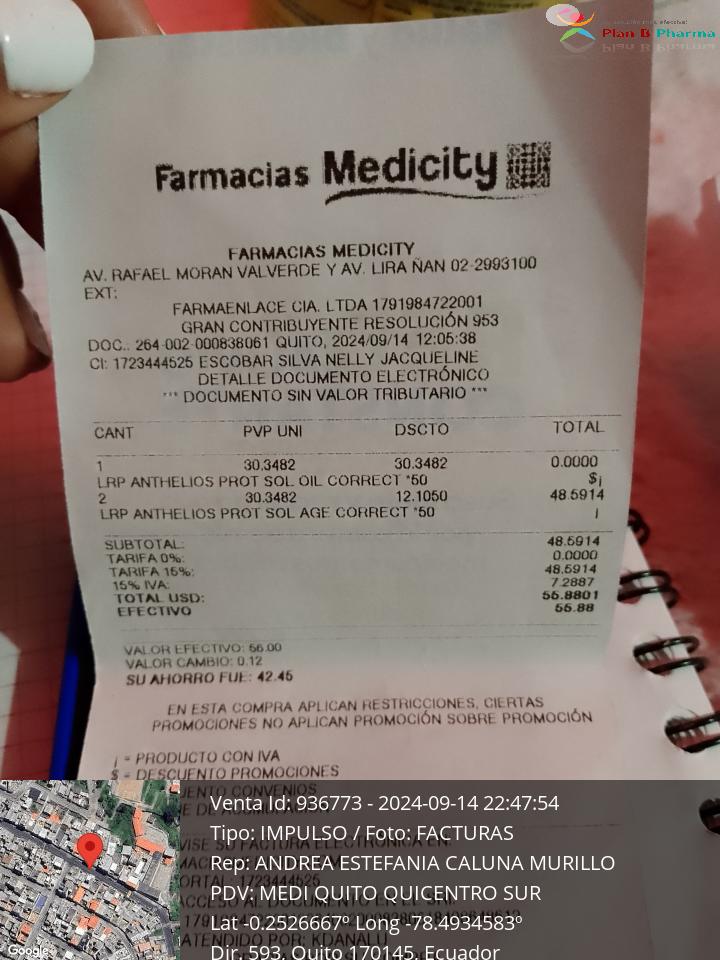 Plan B Pharma
Farmacias Medicity
FARMACIAS MEDICITY
AV. RAFAEL MORAN VALVERDE Y AV. LIRA ÑAN 02-2993100
EXT:
FARMAENLACE CIA. LTDA 1791984722001
GRAN CONTRIBUYENTE RESOLUCIÓN 953
DOC.. 264-002-000838061 QUITO, 2024/09/14 12:05:38
CI: 1723444525 ESCOBAR SILVA NELLY JACQUELINE
DETALLE DOCUMENTO ELECTRÓNICO
*** DOCUMENTO SIN VALOR TRIBUTARIO ***
CANT PVP UNI DSCTO TOTAL
1 30.3482 30.3482 0.0000
LRP ANTHELIOS PROT SOL OIL CORRECT *50 $¡
2 30.3482 12.1050 48.5914
LRP ANTHELIOS PROT SOL AGE CORRECT *50 ¡
SUBTOTAL: 48.5914
TARIFA 0%: 0.0000
TARIFA 15%: 48.5914
15% IVA: 7.2887
TOTAL USD: 55.8801
EFECTIVO 55.88
VALOR EFECTIVO: 56.00
VALOR CAMBIO: 0.12
SU AHORRO FUE: 42.45
EN ESTA COMPRA APLICAN RESTRICCIONES, CIERTAS
PROMOCIONES NO APLICAN PROMOCIÓN SOBRE PROMOCIÓN
¡ = PRODUCTO CON IVA
$ = DESCUENTO PROMOCIONES
Venta Id: 936773 - 2024-09-14 22:47:54
Tipo: IMPULSO / Foto: FACTURAS
Rep: ANDREA ESTEFANIA CALUNA MURILLO
PDV: MEDI QUITO QUICENTRO SUR
Lat -0.2526667º Long -78.4934583º
Dir. 593, Quito 170145, Ecuador
Google